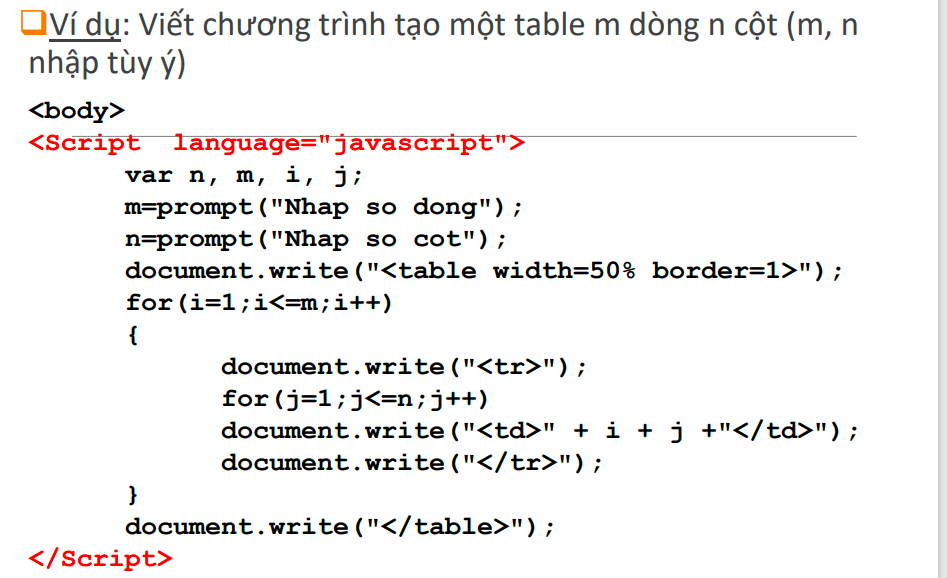 Ví dụ: Viết chương trình tạo một table m dòng n cột (m, n
nhập tùy ý)
<body>
<Script  language="javascript">
var n, m, i, j;
m=prompt("Nhap so dong");
n=prompt("Nhap so cot");
document.write("<table width=50% border=1>");
for(i=1;i<=m;i++)
{
document.write("<tr>");
for(j=1;j<=n;j++)
document.write("<td>" + i + j +"</td>");
document.write("</tr>");
}
document.write("</table>");
</Script>